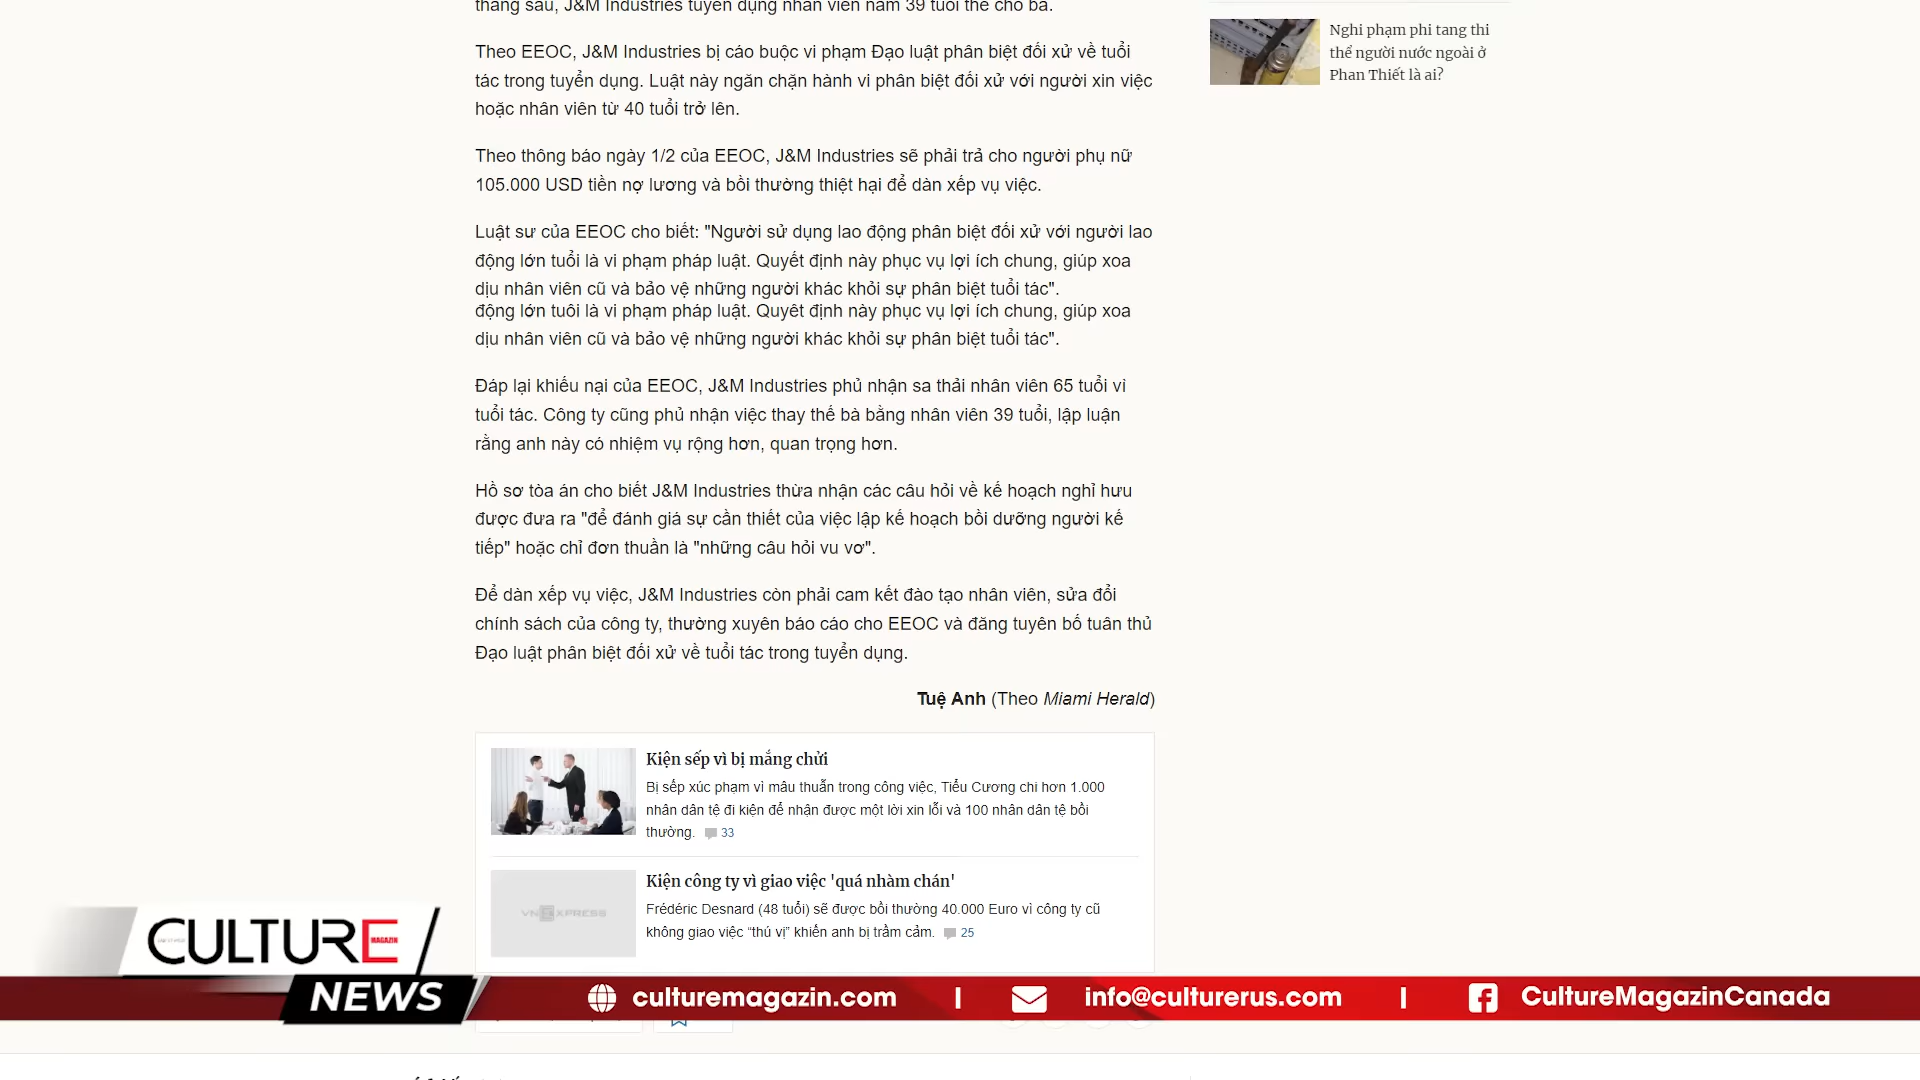 tháng sau, J&M Industries tuyển dụng nhân viên nam 39 tuổi thế chỗ bà.
Theo EEOC, J&M Industries bị cáo buộc vi phạm Đạo luật phân biệt đối xử về tuổi
tác trong tuyển dụng. Luật này ngăn chặn hành vi phân biệt đối xử với người xin việc
hoặc nhân viên từ 40 tuổi trở lên.
Theo thông báo ngày 1/2 của EEOC, J&M Industries sẽ phải trả cho người phụ nữ
105.000 USD tiền nợ lương và bồi thường thiệt hại để dàn xếp vụ việc.
Luật sư của EEOC cho biết: "Người sử dụng lao động phân biệt đối xử với người lao
động lớn tuổi là vi phạm pháp luật. Quyết định này phục vụ lợi ích chung, giúp xoa
dịu nhân viên cũ và bảo vệ những người khác khỏi sự phân biệt tuổi tác".
động lớn tuổi là vi phạm pháp luật. Quyết định này phục vụ lợi ích chung, giúp xoa
dịu nhân viên cũ và bảo vệ những người khác khỏi sự phân biệt tuổi tác".
Đáp lại khiếu nại của EEOC, J&M Industries phủ nhận sa thải nhân viên 65 tuổi vì
tuổi tác. Công ty cũng phủ nhận việc thay thế bà bằng nhân viên 39 tuổi, lập luận
rằng anh này có nhiệm vụ rộng hơn, quan trọng hơn.
Hồ sơ tòa án cho biết J&M Industries thừa nhận các câu hỏi về kế hoạch nghỉ hưu
được đưa ra "để đánh giá sự cần thiết của việc lập kế hoạch bồi dưỡng người kế
tiếp" hoặc chỉ đơn thuần là "những câu hỏi vu vơ".
Để dàn xếp vụ việc, J&M Industries còn phải cam kết đào tạo nhân viên, sửa đổi
chính sách của công ty, thường xuyên báo cáo cho EEOC và đăng tuyên bố tuân thủ
Đạo luật phân biệt đối xử về tuổi tác trong tuyển dụng.
Tuệ Anh (Theo Miami Herald)
Kiện sếp vì bị mắng chửi
Bị sếp xúc phạm vì mâu thuẫn trong công việc, Tiểu Cương chi hơn 1.000
nhân dân tệ đi kiện để nhận được một lời xin lỗi và 100 nhân dân tệ bồi
thường. 33
Kiện công ty vì giao việc 'quá nhàm chán'
Frédéric Desnard (48 tuổi) sẽ được bồi thường 40.000 Euro vì công ty cũ
không giao việc “thú vị” khiến anh bị trầm cảm. 25
VNEXPRESS
Nghi phạm phi tang thi
thể người nước ngoài ở
Phan Thiết là ai?
CULTURE
MAGAZIN
NEWS
culturemagazin.com
info@culturerus.com
CultureMagazinCanada